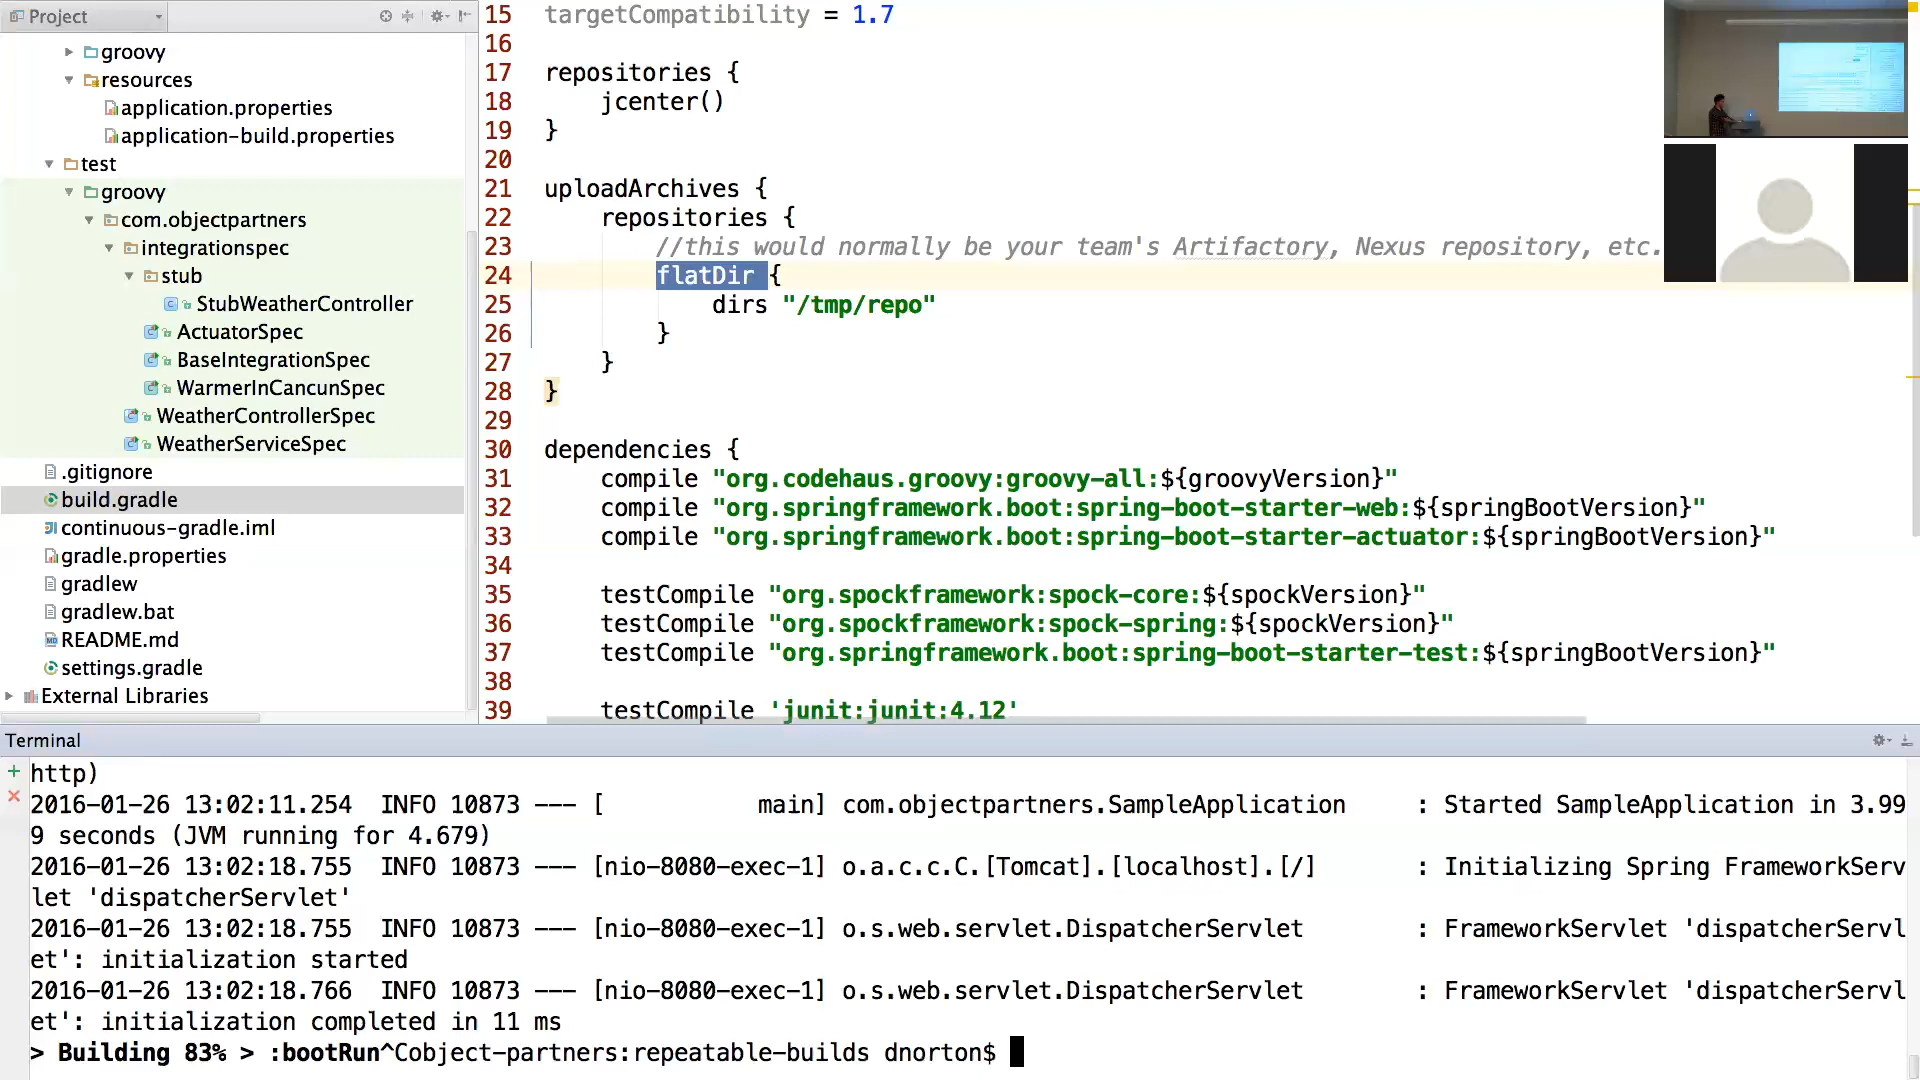 Project
groovy
resources
application.properties
application-build.properties
test
groovy
com.objectpartners
integrationspec
stub
StubWeatherController
ActuatorSpec
BaseIntegrationSpec
WarmerInCancunSpec
WeatherControllerSpec
WeatherServiceSpec
.gitignore
build.gradle
continuous-gradle.iml
gradle.properties
gradlew
gradlew.bat
README.md
settings.gradle
External Libraries
15 targetCompatibility = 1.7
16
17 repositories {
18 jcenter()
19 }
20
21 uploadArchives {
22 repositories {
23 //this would normally be your team's Artifactory, Nexus repository, etc.
24 flatDir {
25 dirs "/tmp/repo"
26 }
27 }
28 }
29
30 dependencies {
31 compile "org.codehaus.groovy:groovy-all:${groovyVersion}"
32 compile "org.springframework.boot:spring-boot-starter-web:${springBootVersion}"
33 compile "org.springframework.boot:spring-boot-starter-actuator:${springBootVersion}"
34
35 testCompile "org.spockframework:spock-core:${spockVersion}"
36 testCompile "org.spockframework:spock-spring:${spockVersion}"
37 testCompile "org.springframework.boot:spring-boot-starter-test:${springBootVersion}"
38
39 testCompile 'junit:junit:4.12'
Terminal
http)
2016-01-26 13:02:11.254 INFO 10873 --- [ main] com.objectpartners.SampleApplication : Started SampleApplication in 3.99
9 seconds (JVM running for 4.679)
2016-01-26 13:02:18.755 INFO 10873 --- [nio-8080-exec-1] o.a.c.c.C.[Tomcat].[localhost].[/] : Initializing Spring FrameworkServ
let 'dispatcherServlet'
2016-01-26 13:02:18.755 INFO 10873 --- [nio-8080-exec-1] o.s.web.servlet.DispatcherServlet : FrameworkServlet 'dispatcherServl
et': initialization started
2016-01-26 13:02:18.766 INFO 10873 --- [nio-8080-exec-1] o.s.web.servlet.DispatcherServlet : FrameworkServlet 'dispatcherServl
et': initialization completed in 11 ms
> Building 83% > :bootRun^Cobject-partners:repeatable-builds dnorton$